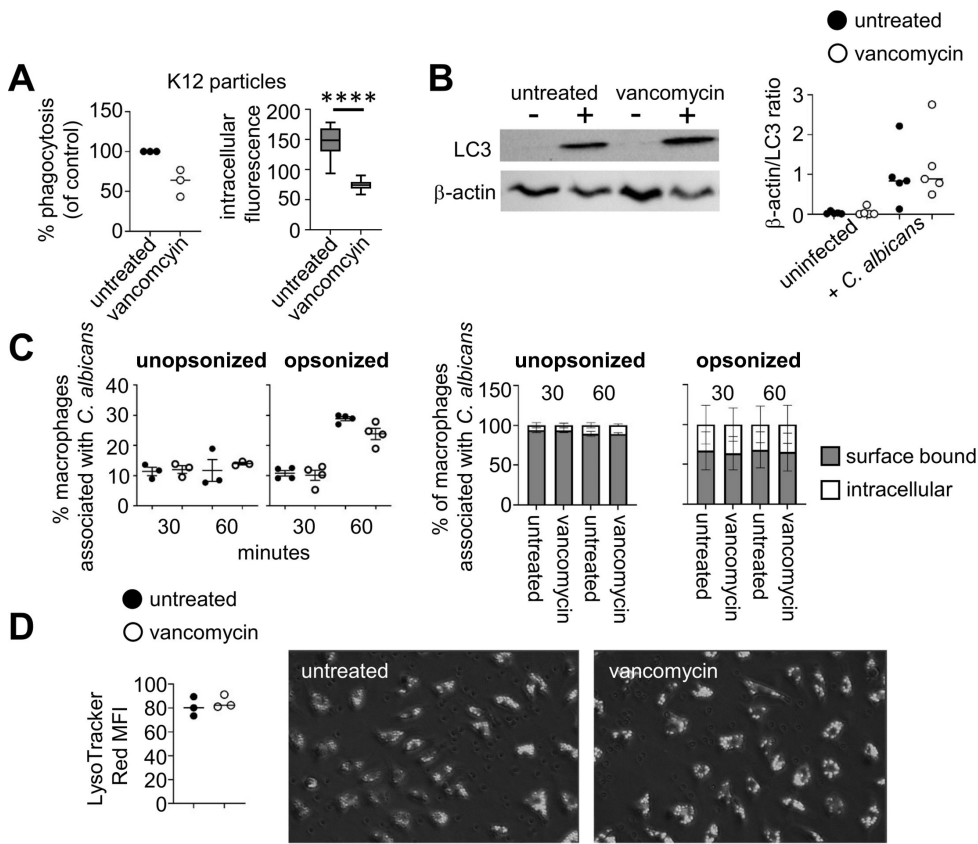 untreated
vancomycin
A
K12 particles
% phagocytosis
(of control)
150
100
50
0
untreated
vancomcyin
intracellular
fluorescence
****
200
150
100
50
0
untreated
vancomcyin
B
untreated vancomycin
- + - +
LC3
β-actin
β-actin/LC3 ratio
3
2
1
0
uninfected
+ C. albicans
C
% macrophages
associated with C. albicans
unopsonized opsonized
40
30
20
10
0
30 60 30 60
minutes
% of macrophages
associated with C. albicans
unopsonized opsonized
150
100
50
0
30 60 30 60
untreated
vancomycin
untreated
vancomycin
untreated
vancomycin
untreated
vancomycin
surface bound
intracellular
untreated
vancomycin
D
LysoTracker
Red MFI
100
80
60
40
20
0
untreated
vancomycin